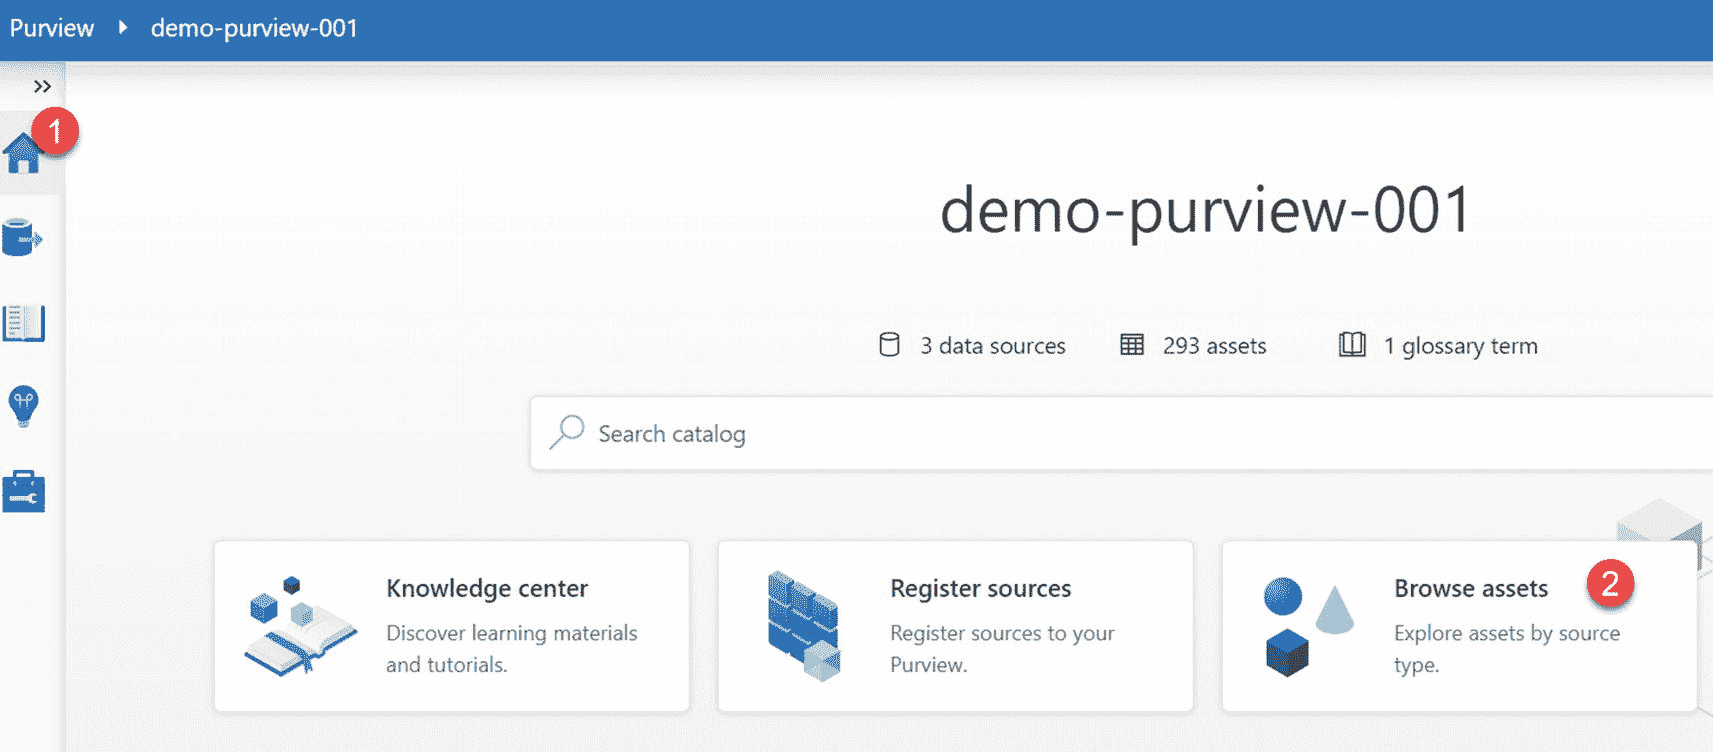 Purview demo-purview-001
1
demo-purview-001
3 data sources 293 assets 1 glossary term
Search catalog
Knowledge center
Discover learning materials
and tutorials.
Register sources
Register sources to your
Purview.
Browse assets 2
Explore assets by source
type.